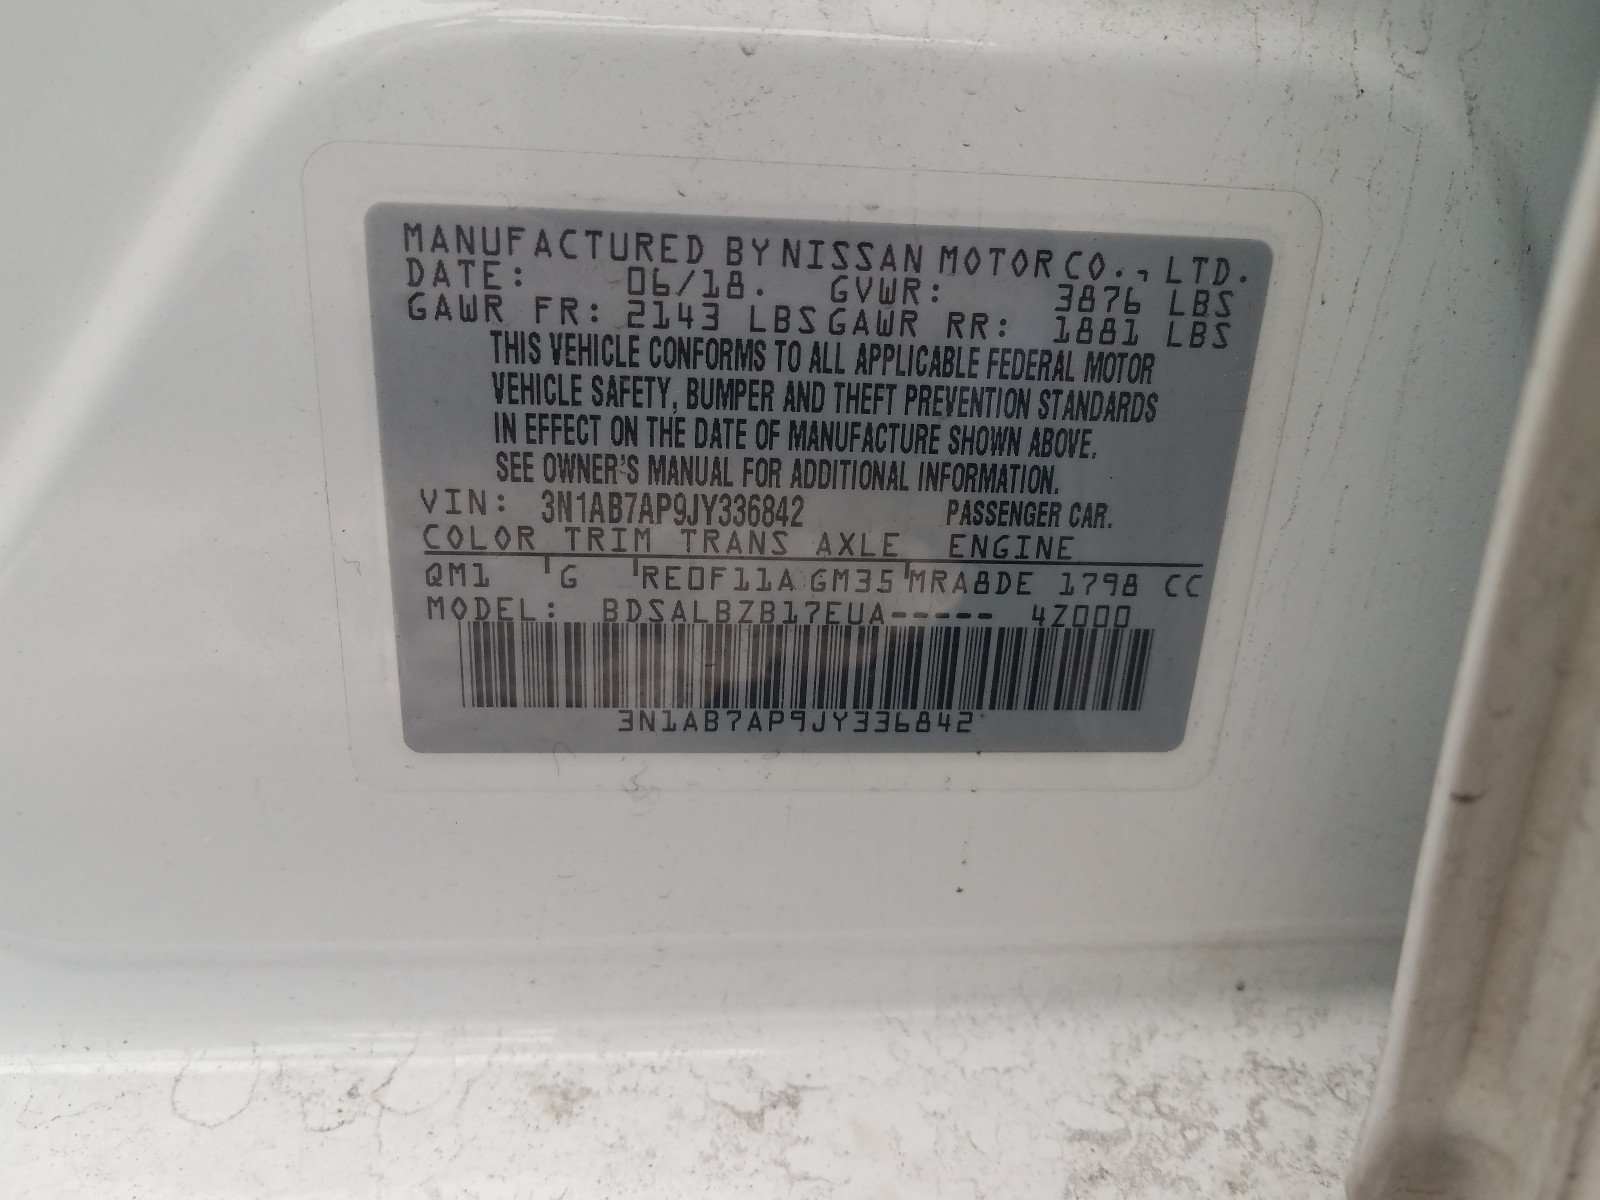 MANUFACTURED BY NISSAN MOTOR CO., LTD.
DATE: 06/18. GVWR: 3876 LBS
GAWR FR: 2143 LBS GAWR RR: 1881 LBS
THIS VEHICLE CONFORMS TO ALL APPLICABLE FEDERAL MOTOR
VEHICLE SAFETY, BUMPER AND THEFT PREVENTION STANDARDS
IN EFFECT ON THE DATE OF MANUFACTURE SHOWN ABOVE.
SEE OWNER'S MANUAL FOR ADDITIONAL INFORMATION.
VIN: 3N1AB7AP9JY336842 PASSENGER CAR.
COLOR TRIM TRANS AXLE ENGINE
QM1 G RE0F11A GM35 MRA8DE 1798 CC
MODEL: BDSALBZB17EUA----- 4Z000
3N1AB7AP9JY336842